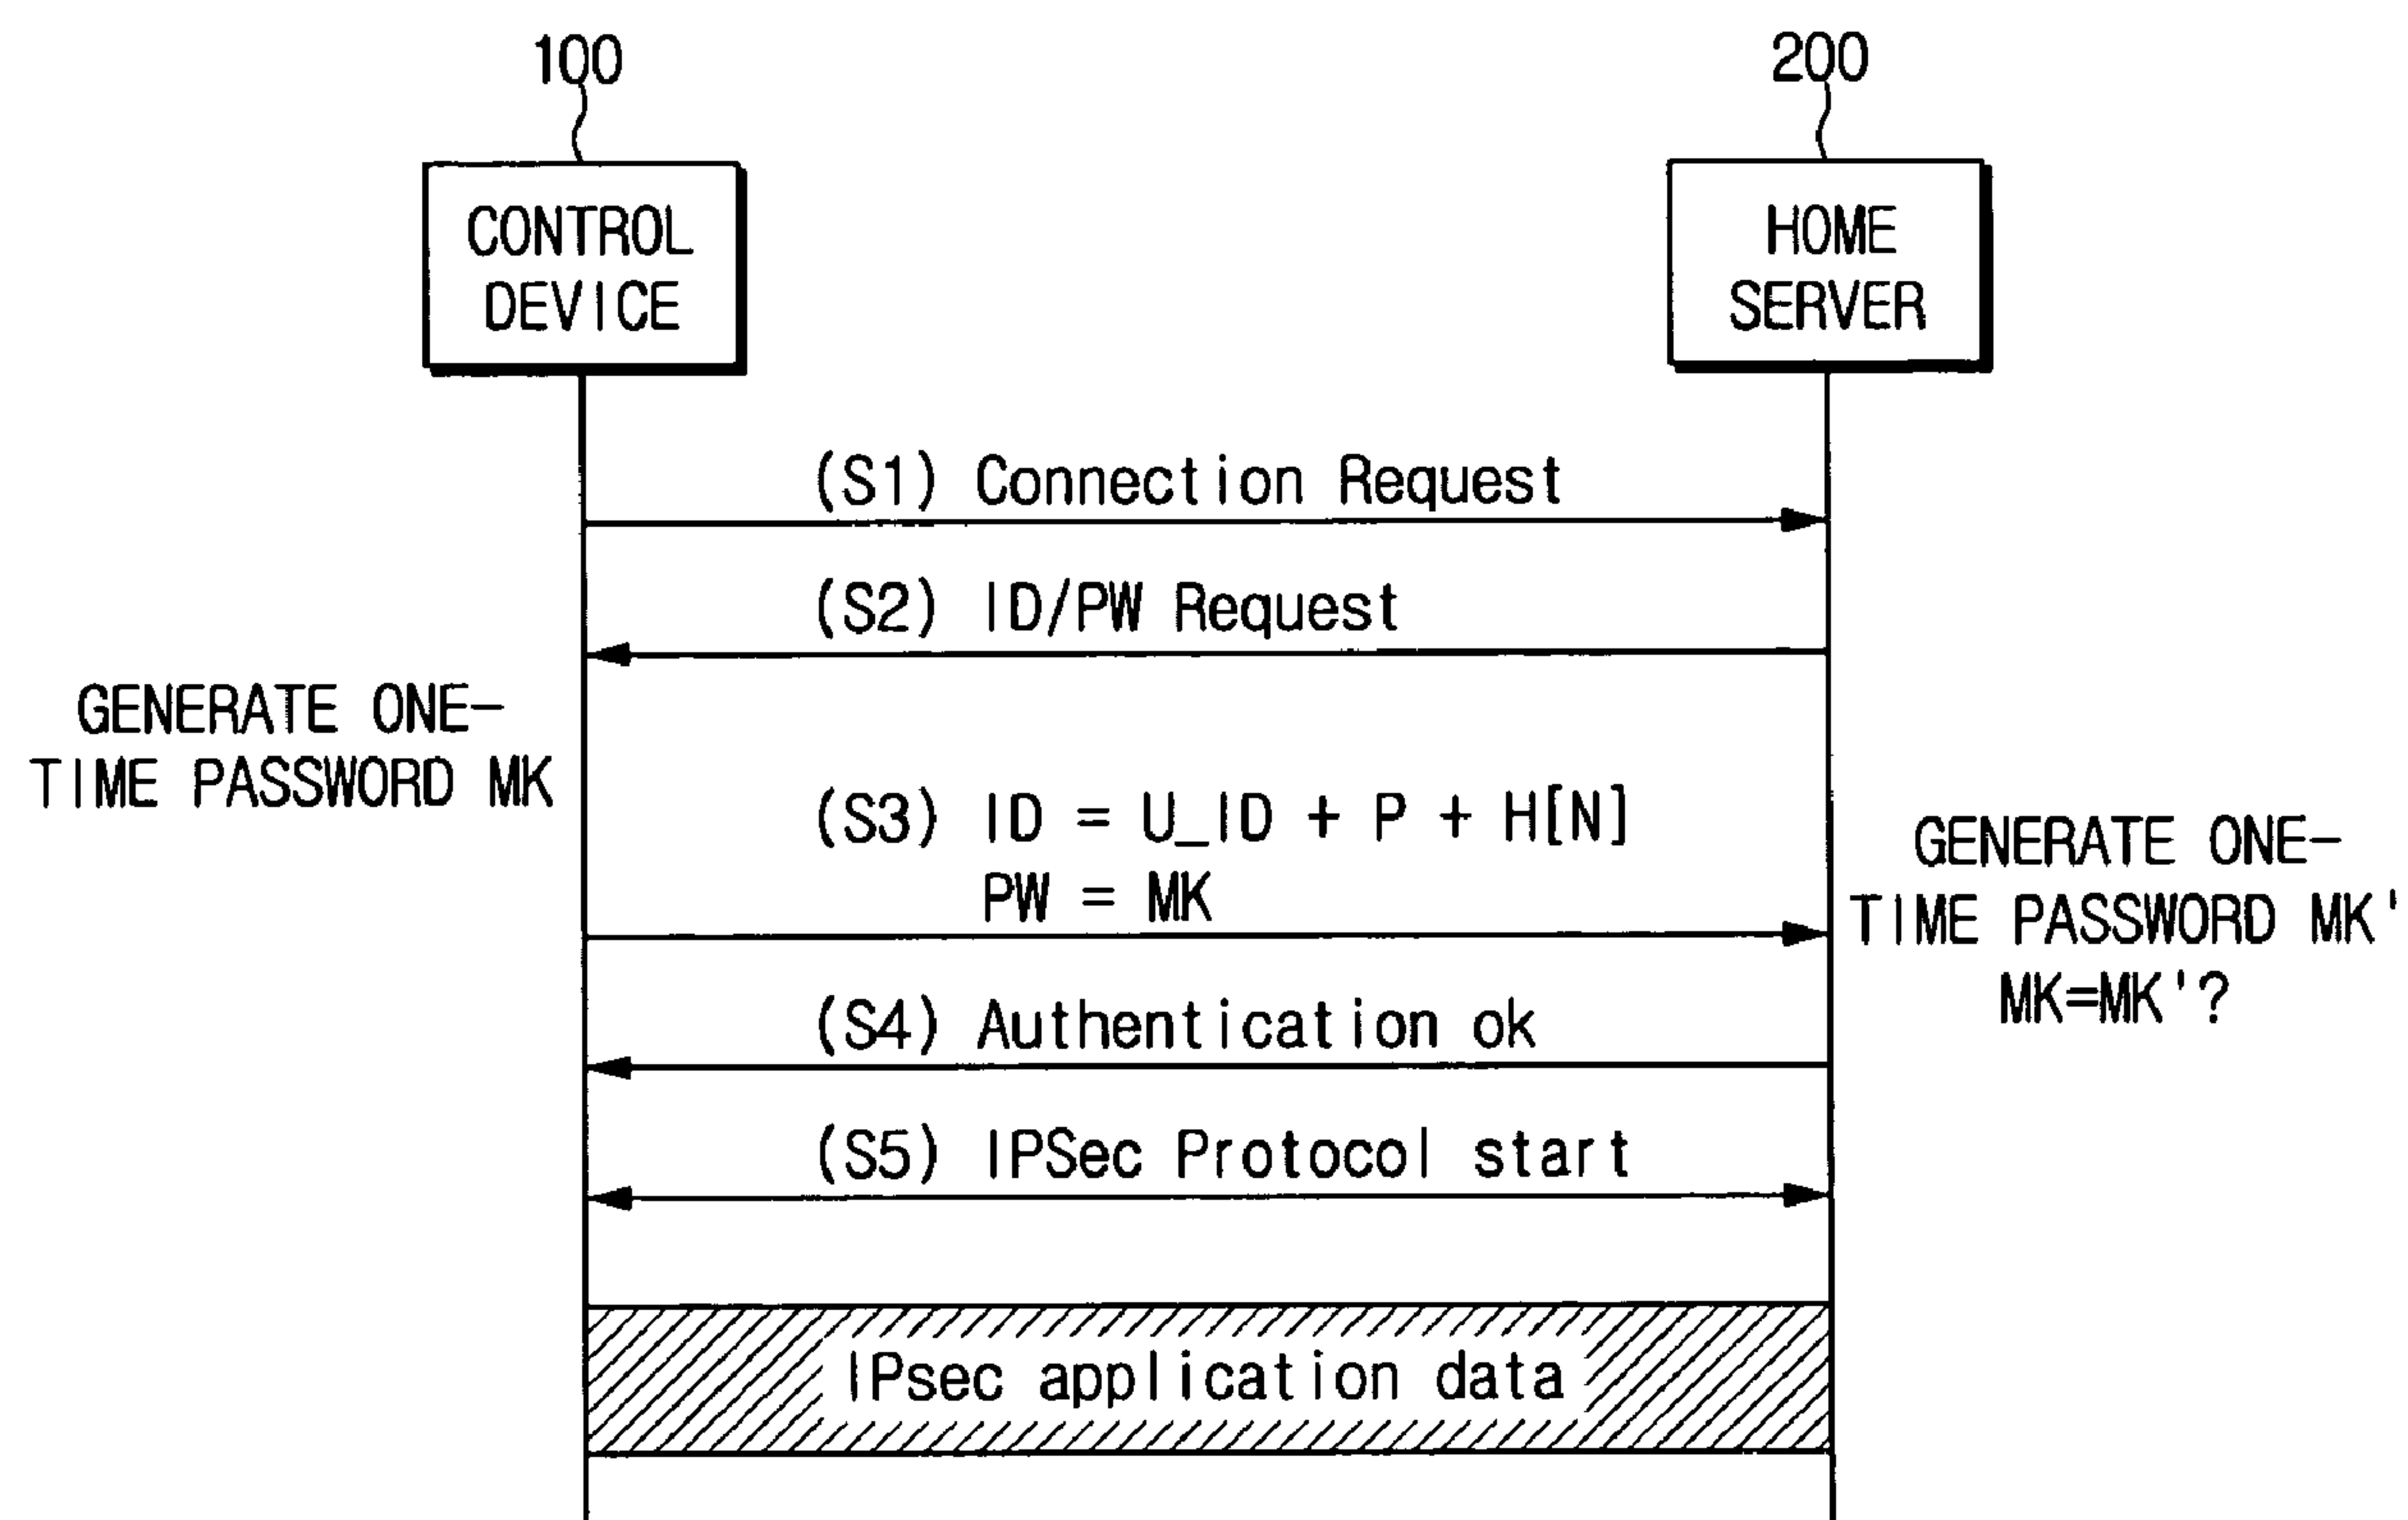 100
200
CONTROL
DEVICE
HOME
SERVER
(S1) Connection Request
(S2) ID/PW Request
GENERATE ONE-
TIME PASSWORD MK
(S3) ID = U_ID + P + H[N]
PW = MK
GENERATE ONE-
TIME PASSWORD MK'
MK=MK'?
(S4) Authentication ok
(S5) IPSec Protocol start
IPsec application data